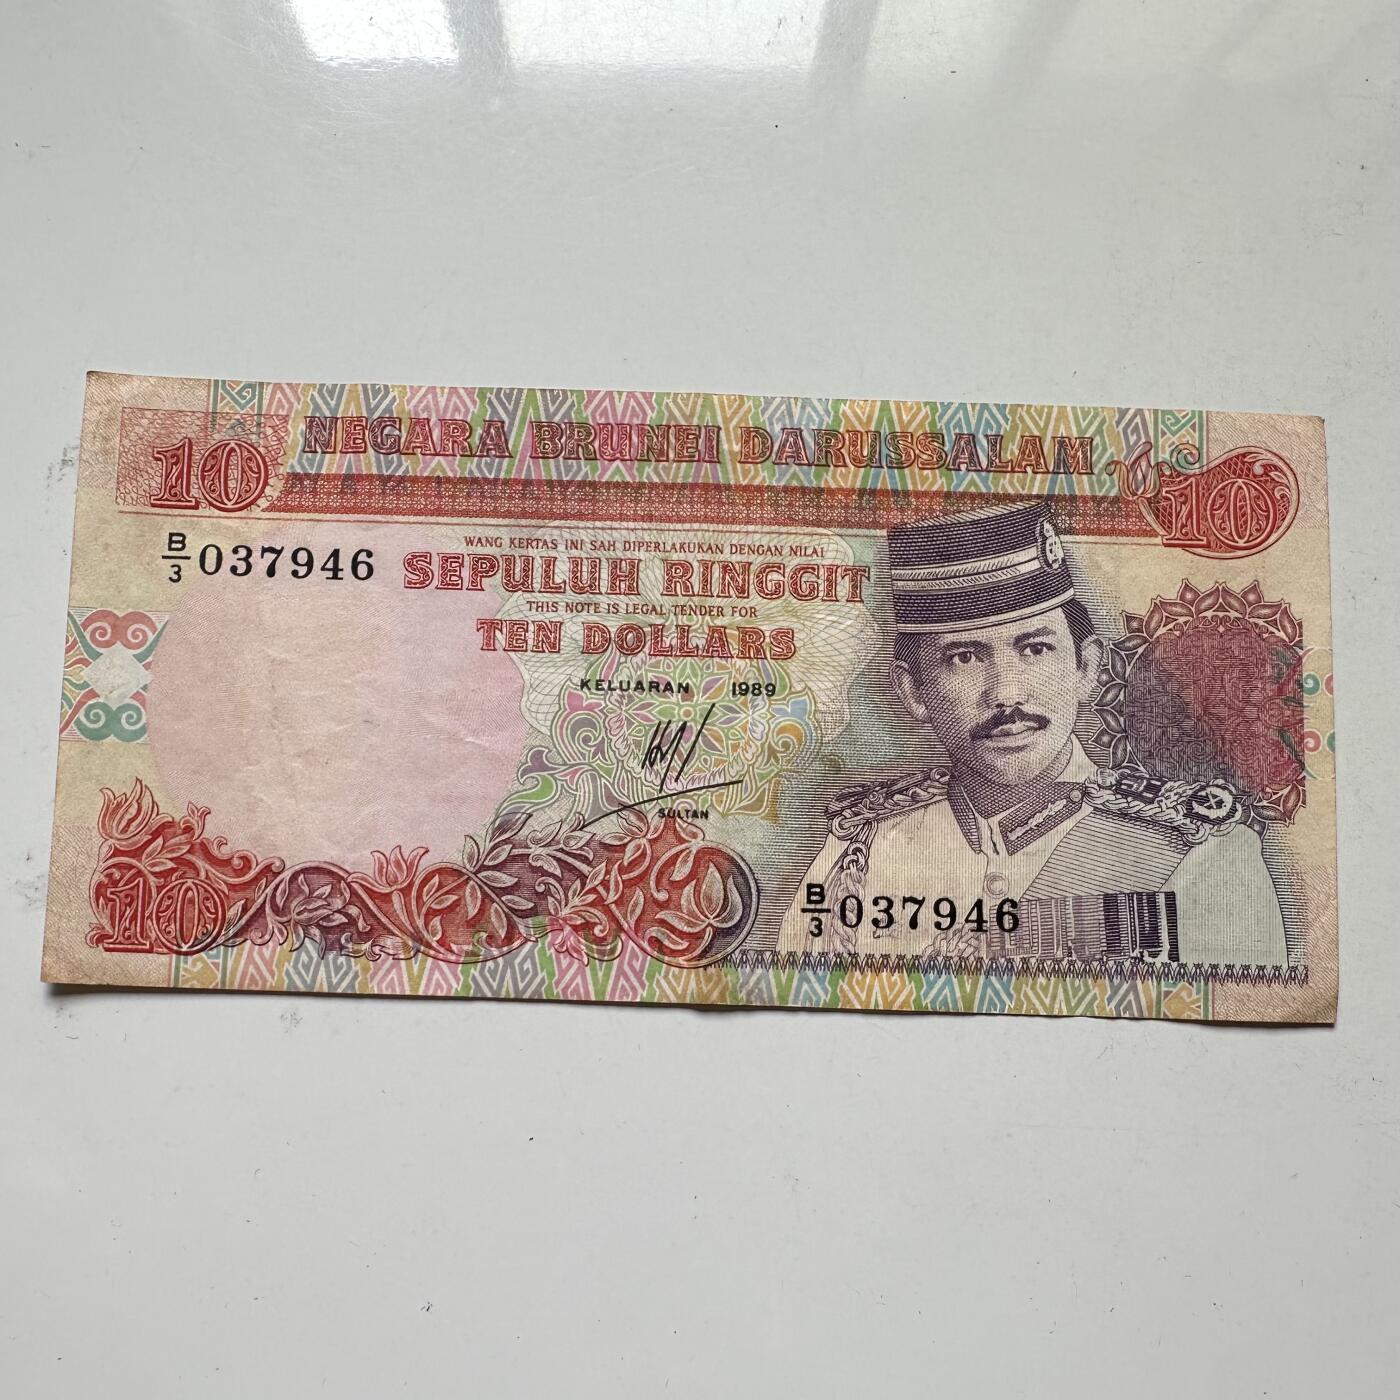 10 NEGARA BRUNEI DARUSSALAM 10
B/3 037946
WANG KERTAS INI SAH DIPERLAKUKAN DENGAN NILAI
SEPULUH RINGGIT
THIS NOTE IS LEGAL TENDER FOR
TEN DOLLARS
KELUARAN 1989
SULTAN
10
B/3 037946